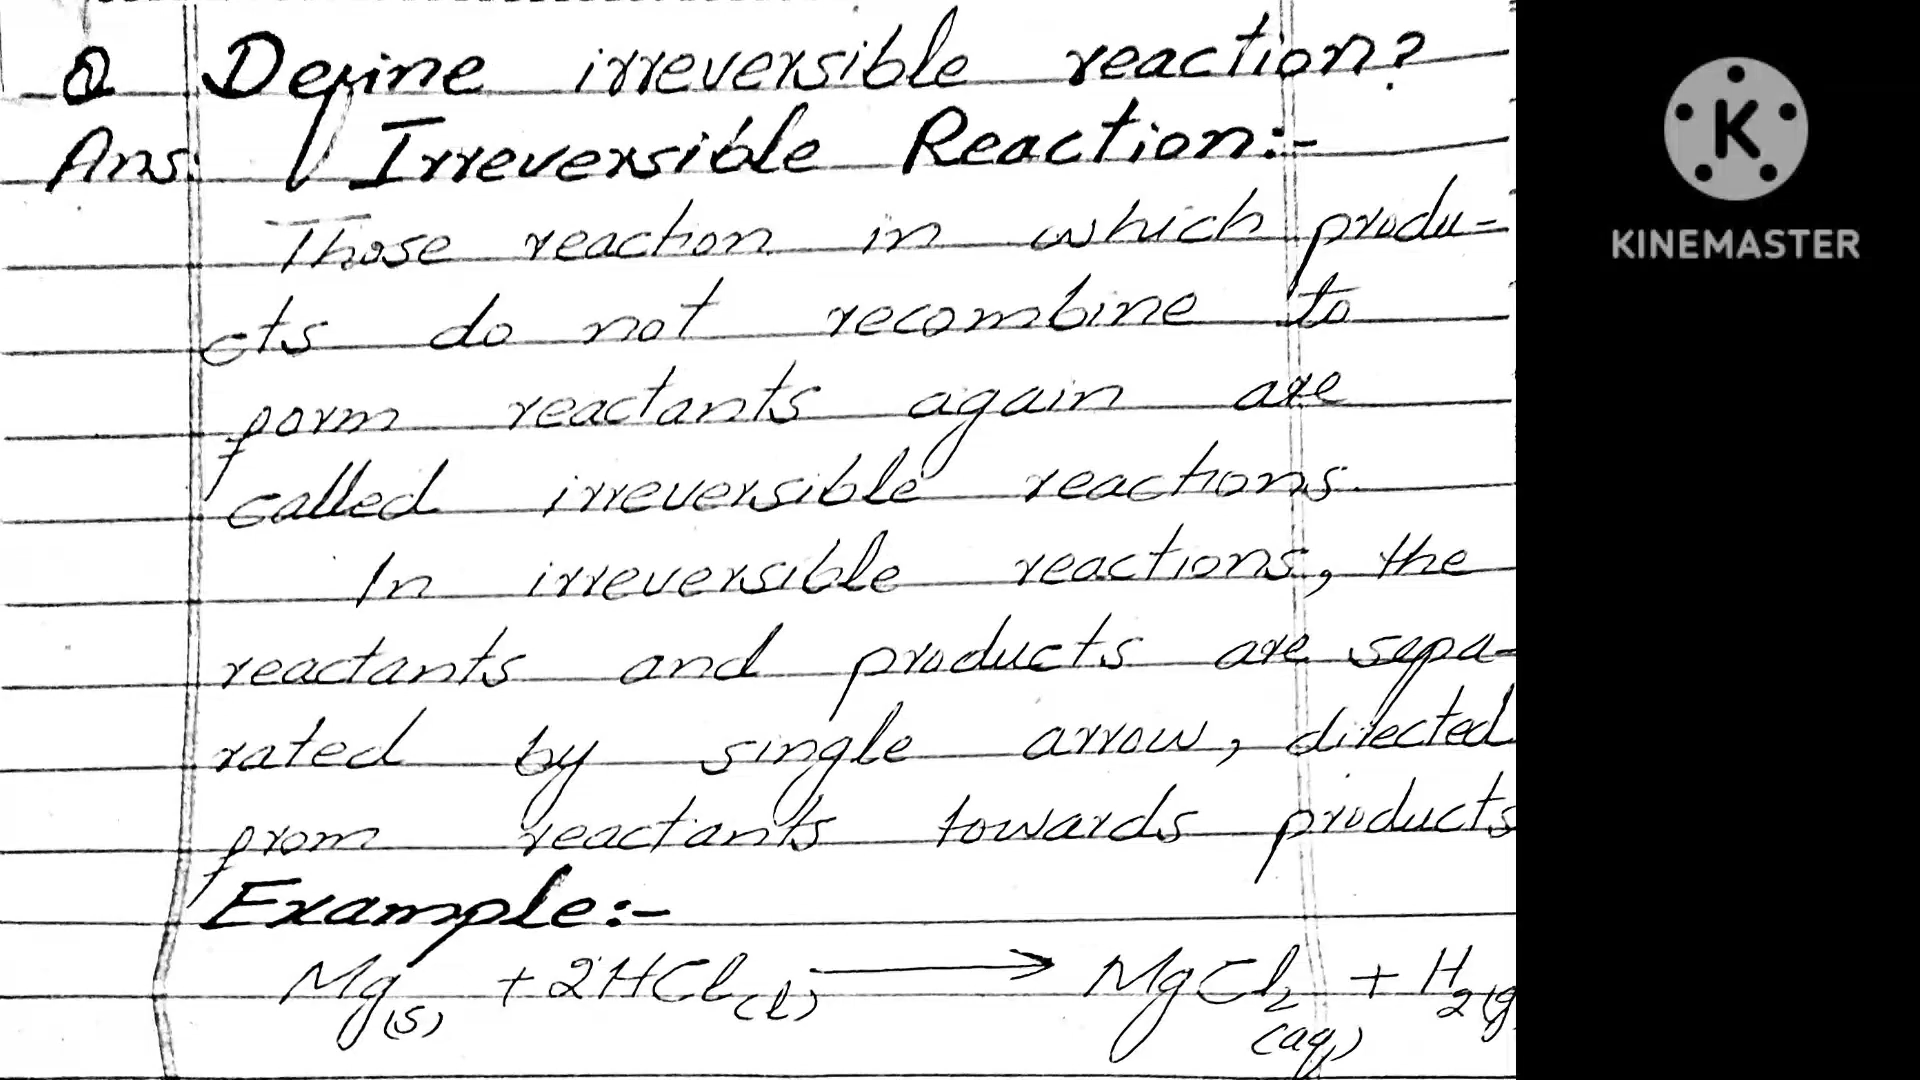 Q Define irreversible reaction?
Ans: Irreversible Reaction:-
Those reaction in which produ=
cts do not recombine to
form reactants again are
called irreversible reactions.
In irreversible reactions, the
reactants and products are sepa-
rated by single arrow, directed
from reactants towards products
Example:-
Mg(s) + 2HCl(l) → MgCl2(aq) + H2(g
K
KINEMASTER